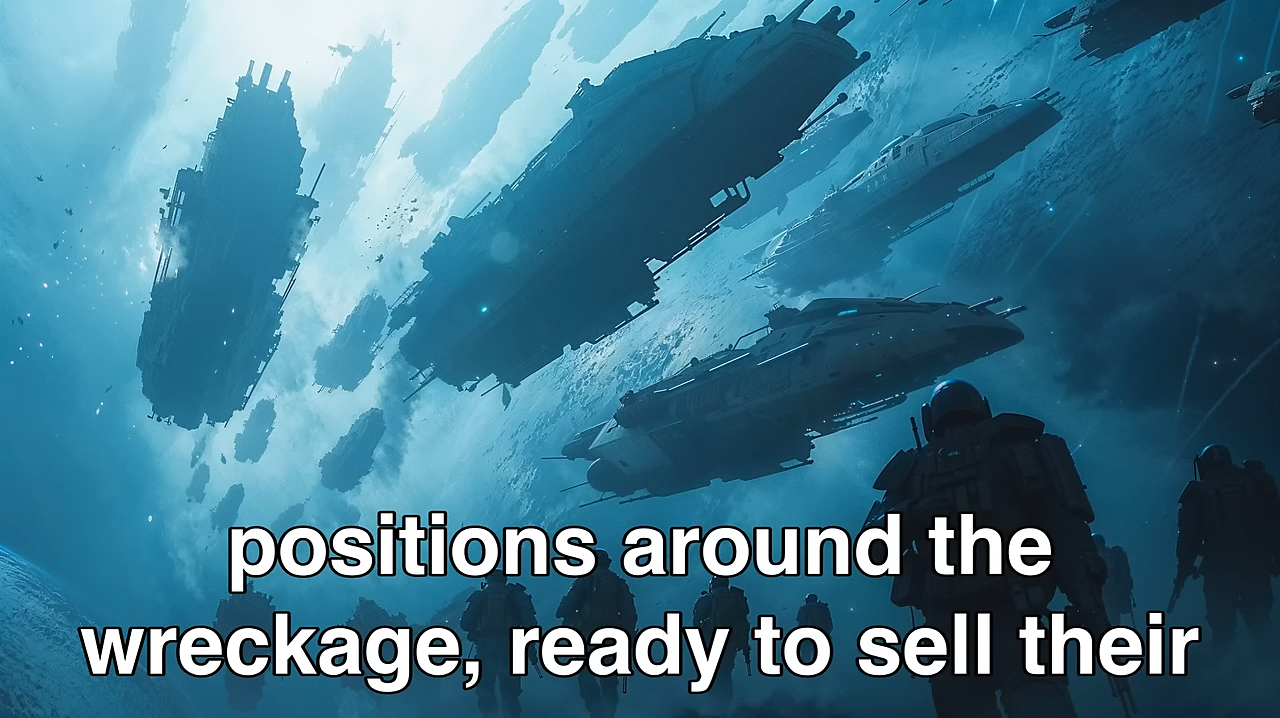 positions around the
wreckage, ready to sell their